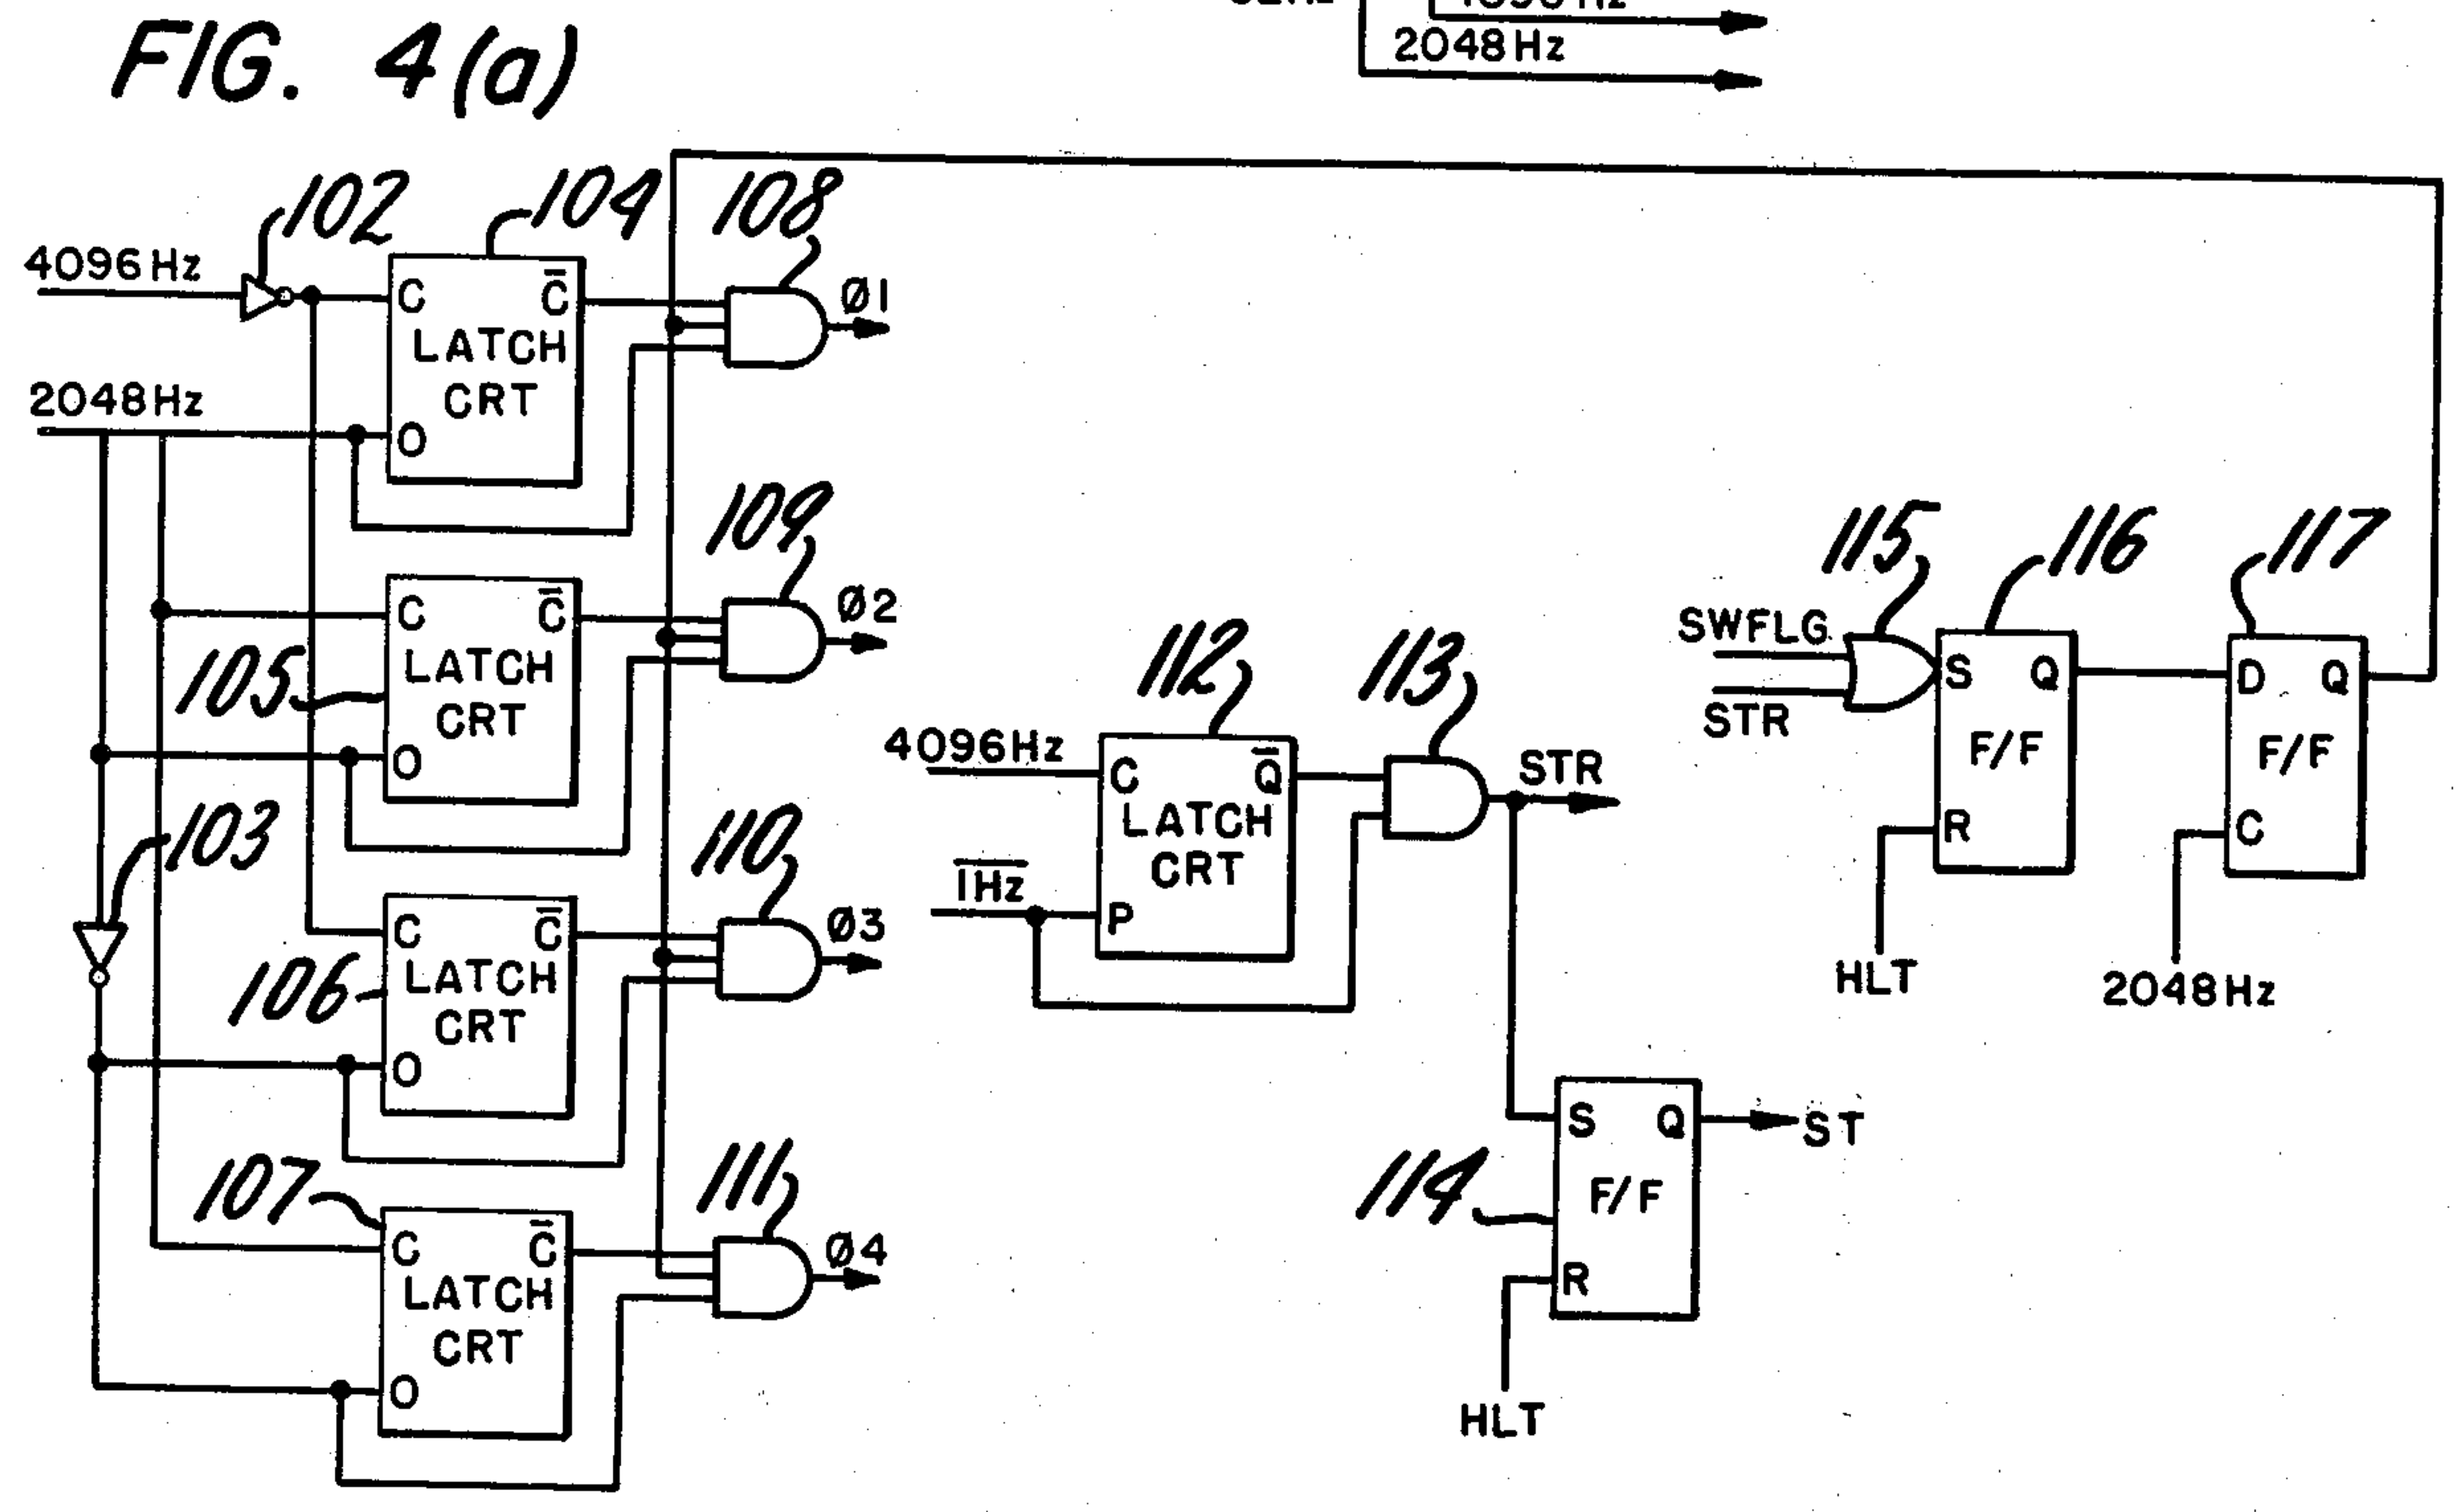 FIG. 4(a)
2048Hz
102
104
108
4096Hz
C
C̅
Ø1
LATCH
CRT
2048Hz
O
109
C
C̅
Ø2
105
LATCH
CRT
O
103
110
C
C̅
Ø3
106
LATCH
CRT
O
107
111
C
C̅
Ø4
LATCH
CRT
O
112
113
4096Hz
C
Q̅
STR
LATCH
CRT
1̅H̅z̅
P
114
S
Q
ST
F/F
R
HLT
115
116
117
SWFLG
STR
S
Q
F/F
R
HLT
D
Q
F/F
C
2048Hz